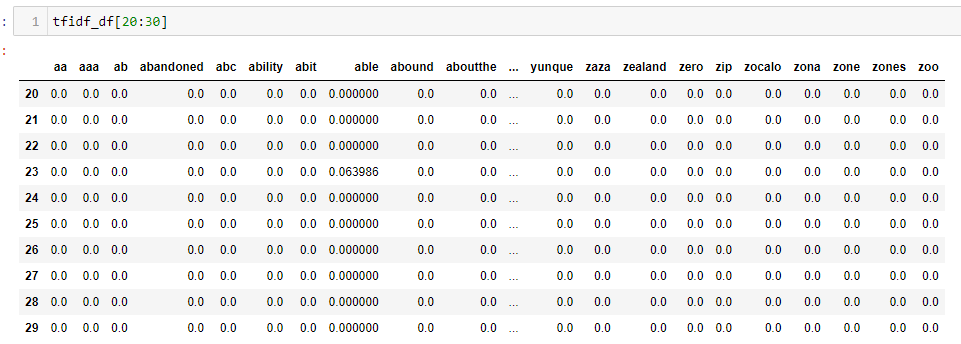 : 1 tfidf_df[20:30]
:
aa aaa ab abandoned abc ability abit able abound aboutthe ... yunque zaza zealand zero zip zocalo zona zone zones zoo
20 0.0 0.0 0.0 0.0 0.0 0.0 0.0 0.000000 0.0 0.0 ... 0.0 0.0 0.0 0.0 0.0 0.0 0.0 0.0 0.0 0.0
21 0.0 0.0 0.0 0.0 0.0 0.0 0.0 0.000000 0.0 0.0 ... 0.0 0.0 0.0 0.0 0.0 0.0 0.0 0.0 0.0 0.0
22 0.0 0.0 0.0 0.0 0.0 0.0 0.0 0.000000 0.0 0.0 ... 0.0 0.0 0.0 0.0 0.0 0.0 0.0 0.0 0.0 0.0
23 0.0 0.0 0.0 0.0 0.0 0.0 0.0 0.063986 0.0 0.0 ... 0.0 0.0 0.0 0.0 0.0 0.0 0.0 0.0 0.0 0.0
24 0.0 0.0 0.0 0.0 0.0 0.0 0.0 0.000000 0.0 0.0 ... 0.0 0.0 0.0 0.0 0.0 0.0 0.0 0.0 0.0 0.0
25 0.0 0.0 0.0 0.0 0.0 0.0 0.0 0.000000 0.0 0.0 ... 0.0 0.0 0.0 0.0 0.0 0.0 0.0 0.0 0.0 0.0
26 0.0 0.0 0.0 0.0 0.0 0.0 0.0 0.000000 0.0 0.0 ... 0.0 0.0 0.0 0.0 0.0 0.0 0.0 0.0 0.0 0.0
27 0.0 0.0 0.0 0.0 0.0 0.0 0.0 0.000000 0.0 0.0 ... 0.0 0.0 0.0 0.0 0.0 0.0 0.0 0.0 0.0 0.0
28 0.0 0.0 0.0 0.0 0.0 0.0 0.0 0.000000 0.0 0.0 ... 0.0 0.0 0.0 0.0 0.0 0.0 0.0 0.0 0.0 0.0
29 0.0 0.0 0.0 0.0 0.0 0.0 0.0 0.000000 0.0 0.0 ... 0.0 0.0 0.0 0.0 0.0 0.0 0.0 0.0 0.0 0.0